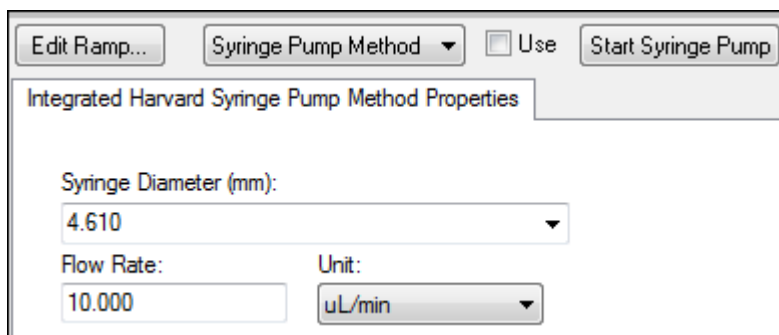 Edit Ramp... Syringe Pump Method Use Start Syringe Pump
Integrated Harvard Syringe Pump Method Properties
Syringe Diameter (mm):
4.610
Flow Rate: Unit:
10.000 uL/min